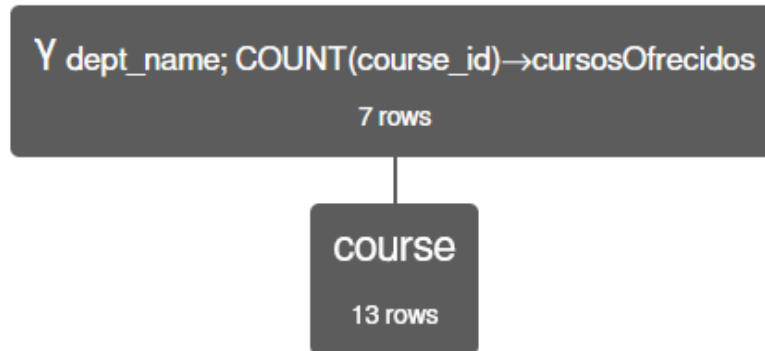 γ dept_name; COUNT(course_id)→cursosOfrecidos
7 rows
course
13 rows